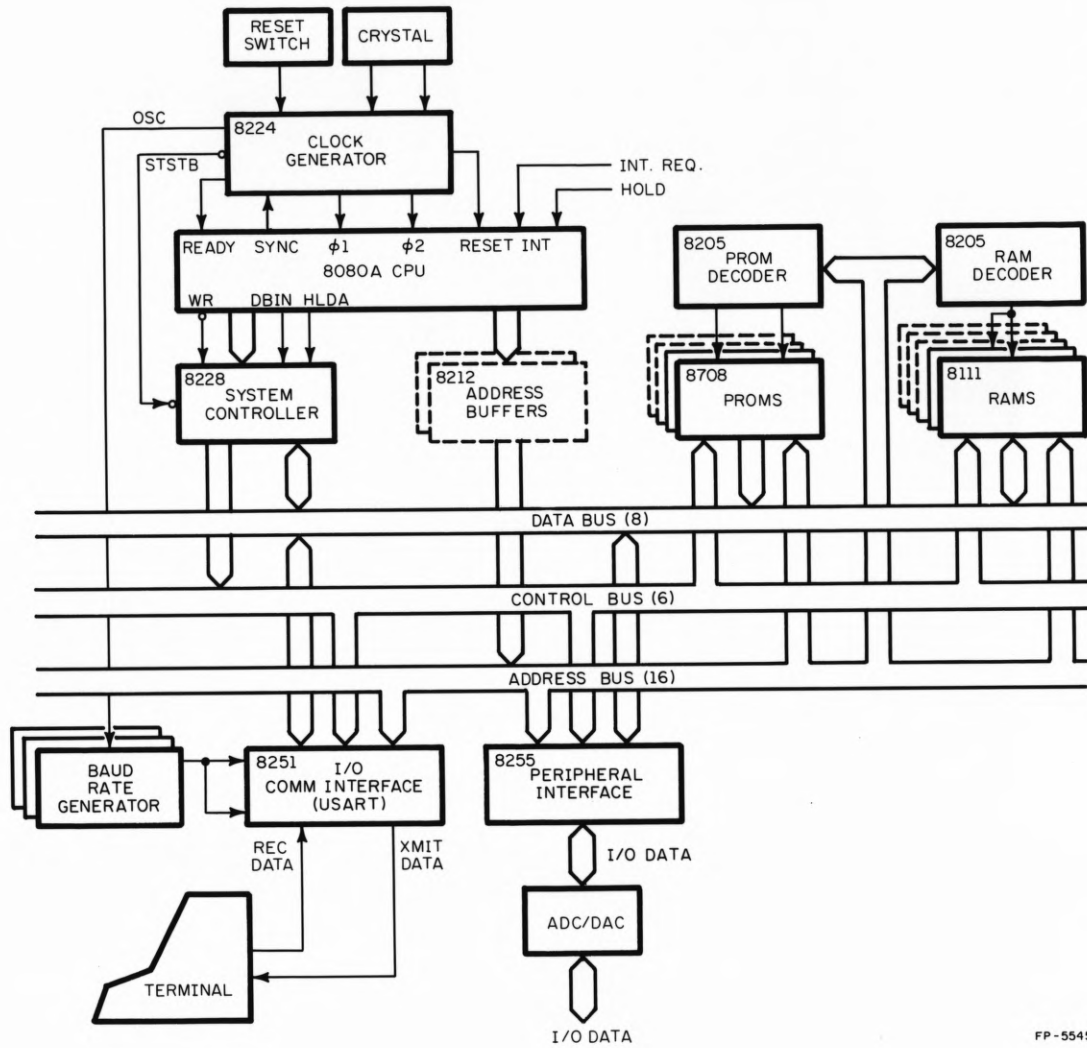 RESET
SWITCH
CRYSTAL
OSC
8224
CLOCK
GENERATOR
STSTB
INT. REQ.
HOLD
READY SYNC φ1 φ2 RESET INT
8080A CPU
WR DBIN HLDA
8205
PROM
DECODER
8205
RAM
DECODER
8228
SYSTEM
CONTROLLER
8212
ADDRESS
BUFFERS
8708
PROMS
8111
RAMS
DATA BUS (8)
CONTROL BUS (6)
ADDRESS BUS (16)
BAUD
RATE
GENERATOR
8251
I/O
COMM INTERFACE
(USART)
8255
PERIPHERAL
INTERFACE
REC
DATA
XMIT
DATA
I/O DATA
ADC/DAC
TERMINAL
I/O DATA
FP-5545